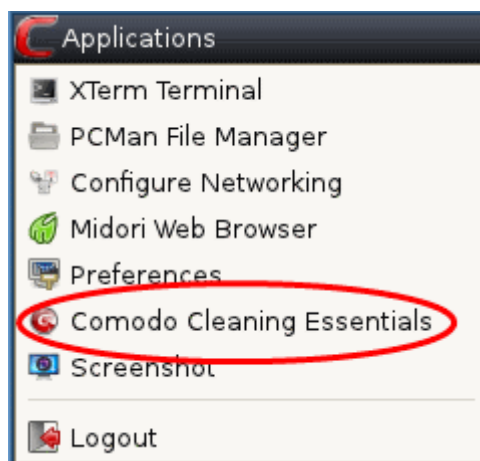 Applications
XTerm Terminal
PCMan File Manager
Configure Networking
Midori Web Browser
Preferences
Comodo Cleaning Essentials
Screenshot
Logout